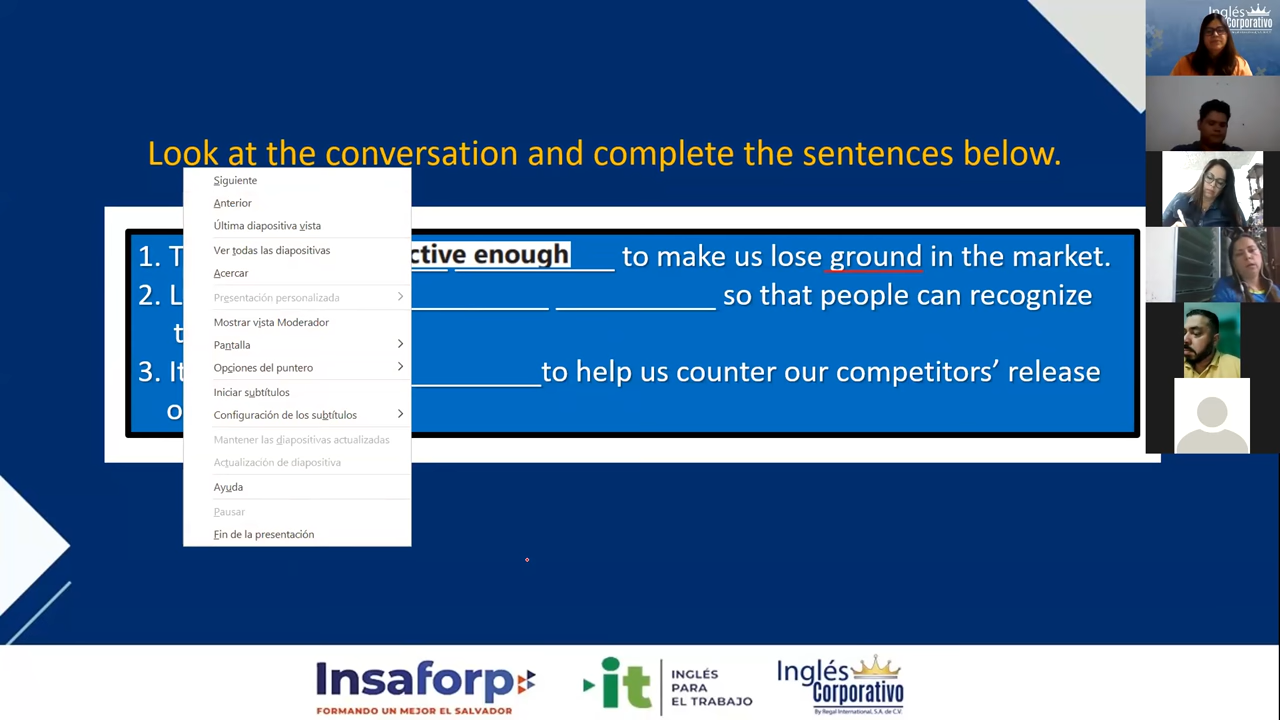 Inglés
Corporativo
Look at the conversation and complete the sentences below.
Siguiente
Anterior
Última diapositiva vista
Ver todas las diapositivas
Acercar
Presentación personalizada
Mostrar vista Moderador
Pantalla
Opciones del puntero
Iniciar subtítulos
Configuración de los subtítulos
Mantener las diapositivas actualizadas
Actualización de diapositiva
Ayuda
Pausar
Fin de la presentación
1. T ctive enough to make us lose ground in the market.
2. L so that people can recognize
t
3. It to help us counter our competitors’ release
o
Insaforp
FORMANDO UN MEJOR EL SALVADOR
it
INGLÉS
PARA
EL TRABAJO
Inglés
Corporativo
By Regal International, S.A. de C.V.